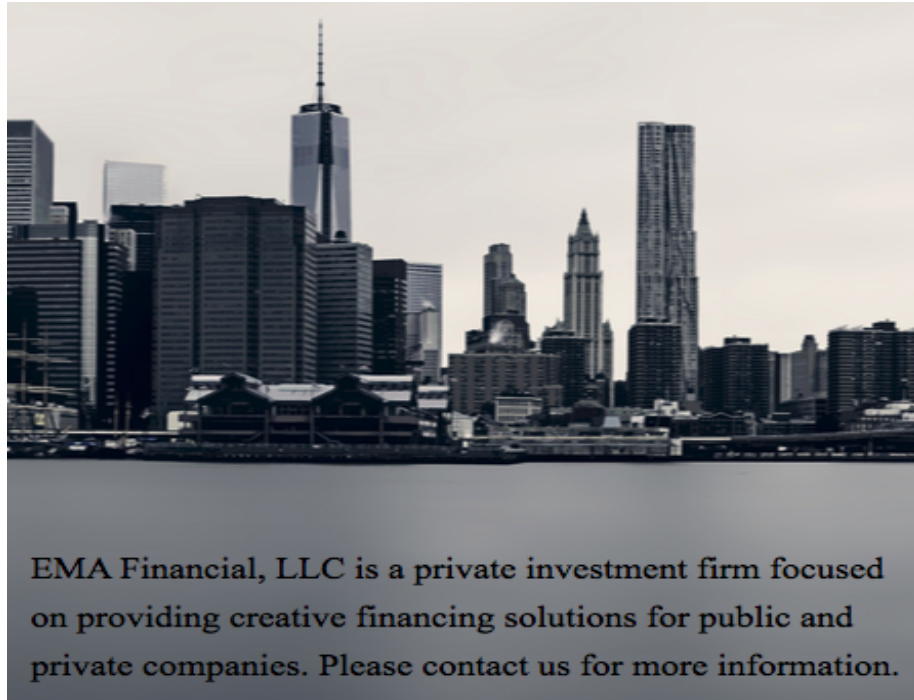 EMA Financial, LLC is a private investment firm focused
on providing creative financing solutions for public and
private companies. Please contact us for more information.